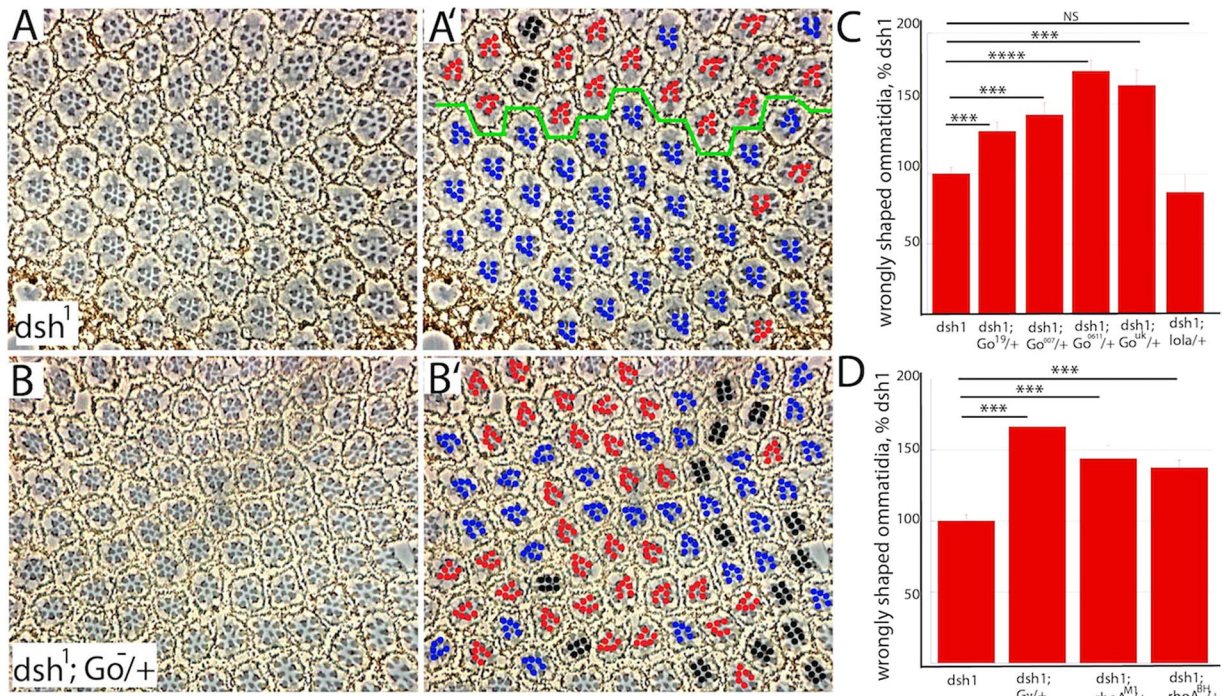 A
dsh1
A'
B
dsh1; Go-/+
B'
C
wrongly shaped ommatidia, % dsh1
200
150
100
50
NS
***
****
***
***
dsh1
dsh1; Go19/+
dsh1; Go007/+
dsh1; Go0611/+
dsh1; Gouk/+
dsh1; lola/+
D
wrongly shaped ommatidia, % dsh1
200
150
100
50
***
***
***
dsh1
dsh1;
dsh1;
dsh1;